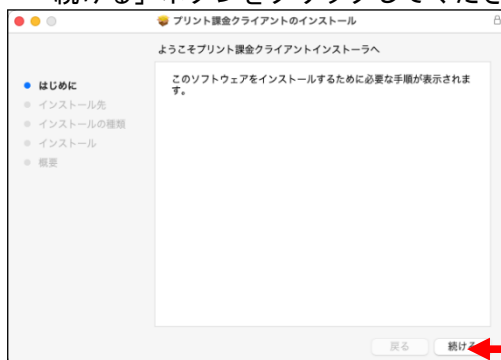 続ける」ボタンをクリックしてくださ
プリント課金クライアントのインストール
ようこそプリント課金クライアントインストーラへ
このソフトウェアをインストールするために必要な手順が表示されま
す。
はじめに
インストール先
インストールの種類
インストール
概要
戻る
続ける